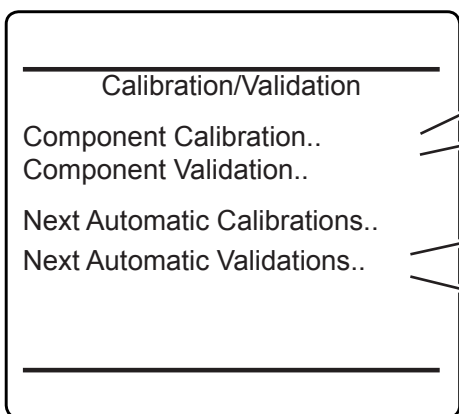 Calibration/Validation
Component Calibration..
Component Validation..
Next Automatic Calibrations..
Next Automatic Validations..